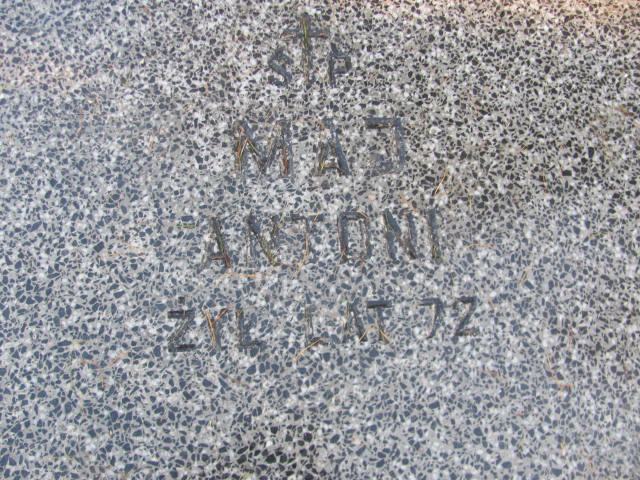 ŚP
MAJ
ANTONI
ŻYŁ LAT 72